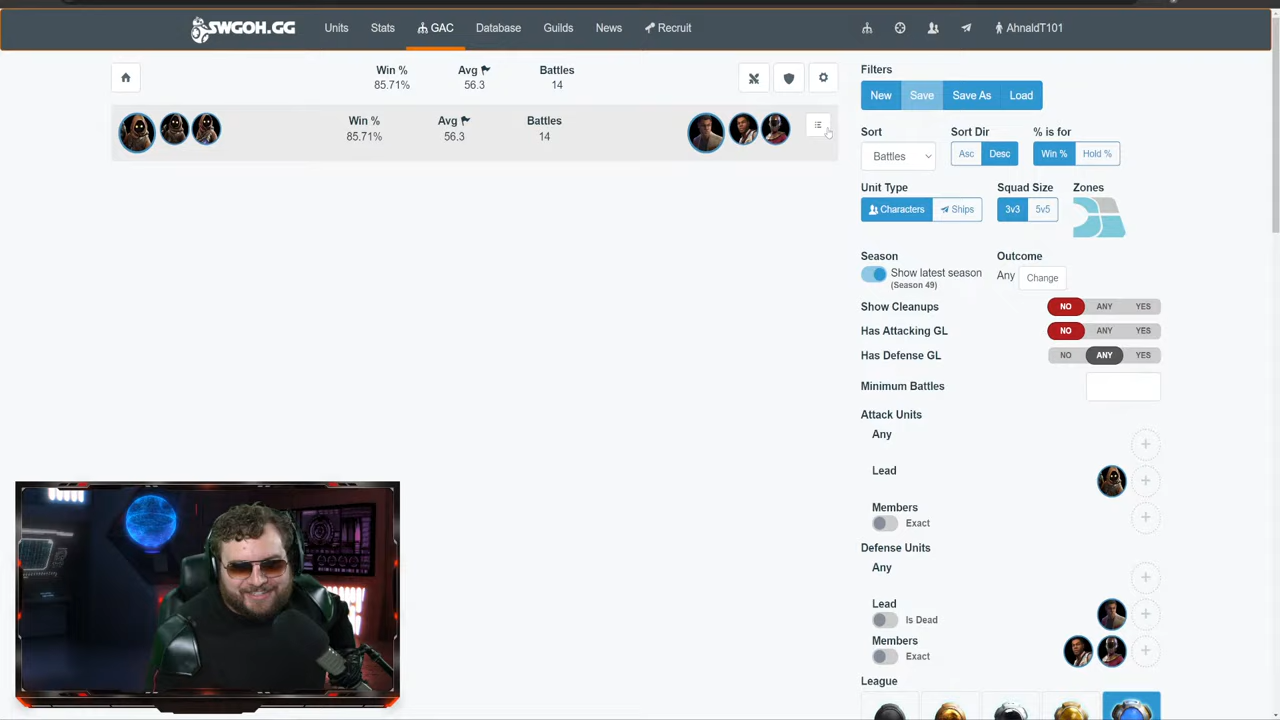 SWGOH.GG
Units
Stats
GAC
Database
Guilds
News
Recruit
AhnaldT101
Win % Avg Battles
85.71% 56.3 14
Win % Avg Battles
85.71% 56.3 14
Filters
New Save Save As Load
Sort Sort Dir % is for
Battles Asc Desc Win % Hold %
Unit Type Squad Size Zones
Characters Ships 3v3 5v5
Season Outcome
Show latest season Any Change
(Season 49)
Show Cleanups NO ANY YES
Has Attacking GL NO ANY YES
Has Defense GL NO ANY YES
Minimum Battles
Attack Units
Any
Lead
Members
Exact
Defense Units
Any
Lead
Is Dead
Members
Exact
League